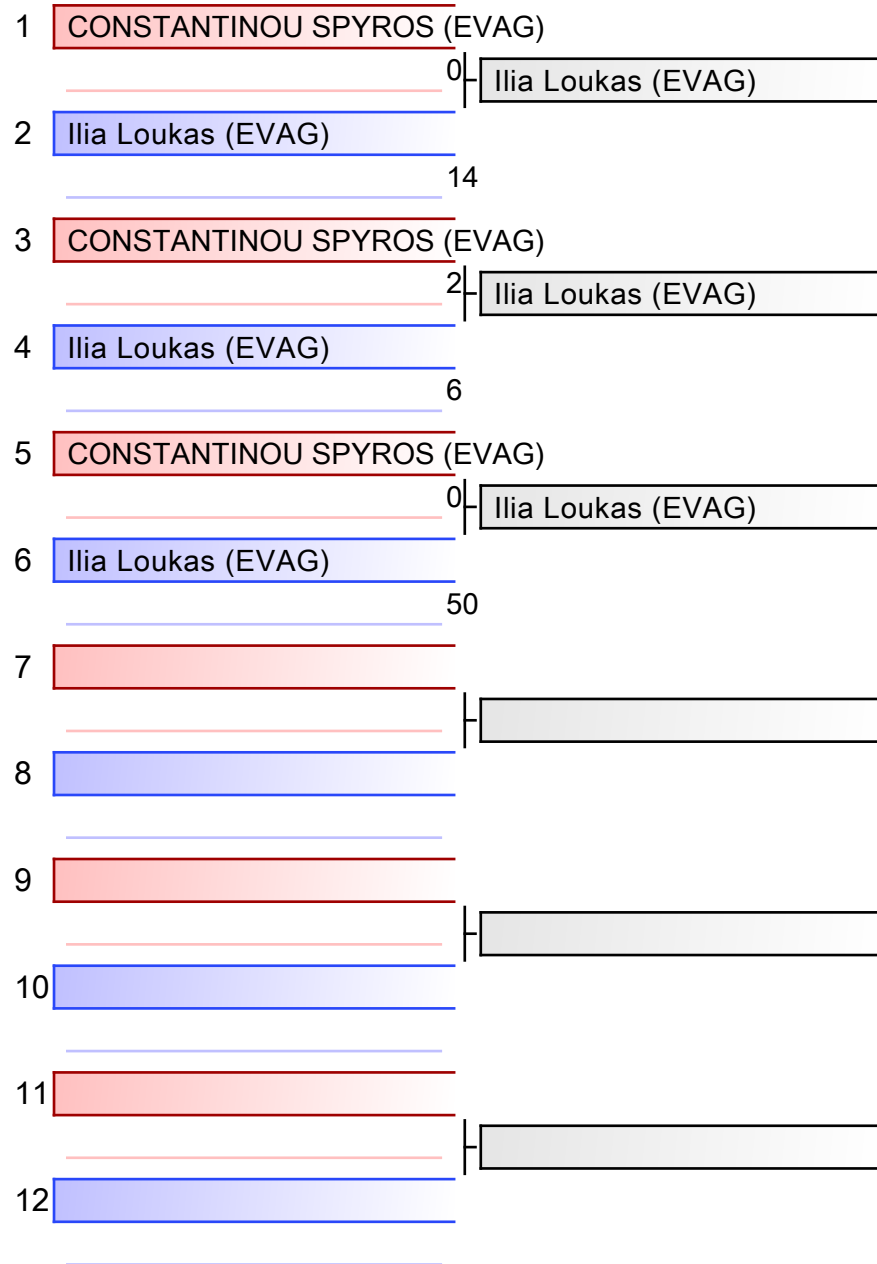 1 CONSTANTINOU SPYROS (EVAG)
0 Ilia Loukas (EVAG)
2 Ilia Loukas (EVAG)
14
3 CONSTANTINOU SPYROS (EVAG)
2 Ilia Loukas (EVAG)
4 Ilia Loukas (EVAG)
6
5 CONSTANTINOU SPYROS (EVAG)
0 Ilia Loukas (EVAG)
6 Ilia Loukas (EVAG)
50
7
8
9
10
11
12